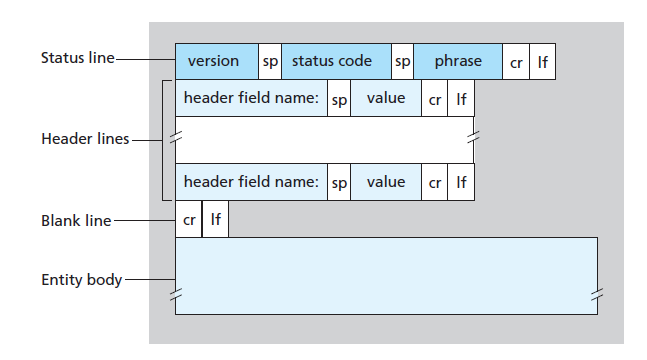 Status line version sp status code sp phrase cr lf
header field name: sp value cr lf
Header lines
header field name: sp value cr lf
Blank line cr lf
Entity body